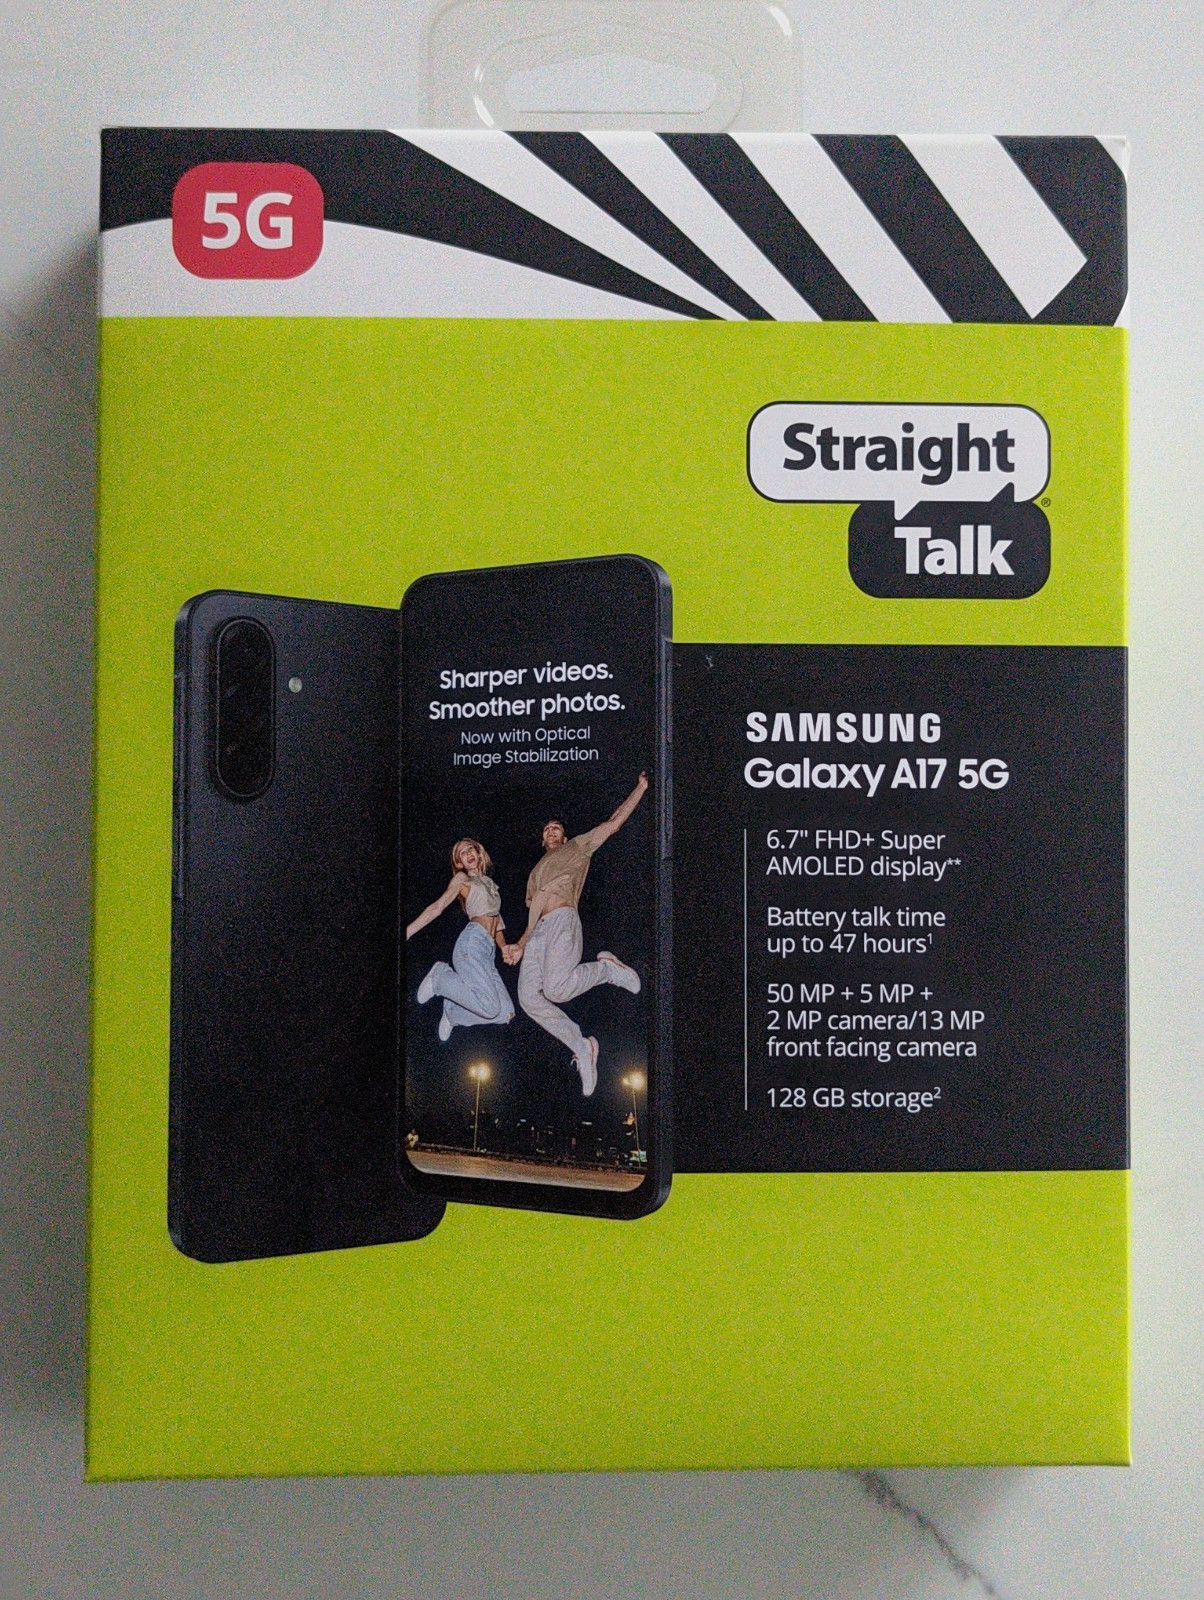 5G
Straight
Talk®
Sharper videos.
Smoother photos.
Now with Optical
Image Stabilization
SAMSUNG
Galaxy A17 5G
6.7" FHD+ Super
AMOLED display**
Battery talk time
up to 47 hours¹
50 MP + 5 MP +
2 MP camera/13 MP
front facing camera
128 GB storage²